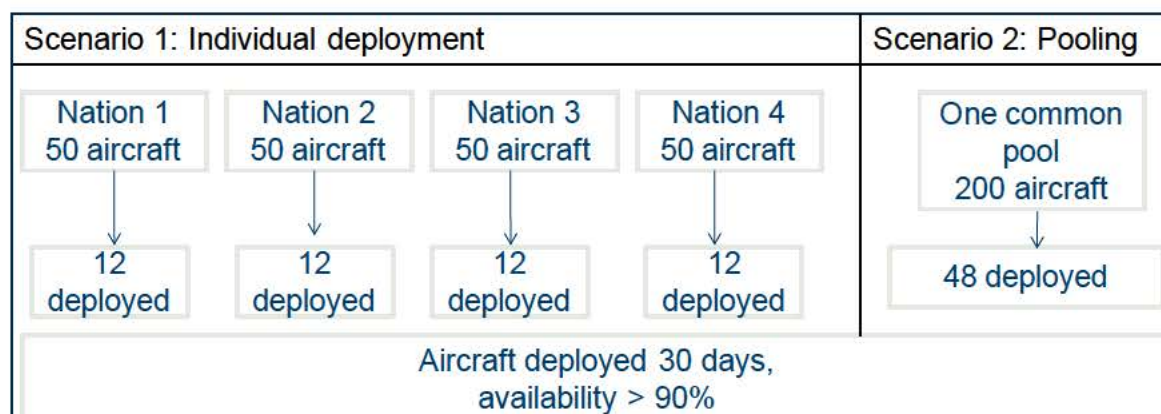 Scenario 1: Individual deployment
Scenario 2: Pooling
Nation 1
50 aircraft
Nation 2
50 aircraft
Nation 3
50 aircraft
Nation 4
50 aircraft
One common
pool
200 aircraft
12
deployed
12
deployed
12
deployed
12
deployed
48 deployed
Aircraft deployed 30 days,
availability > 90%